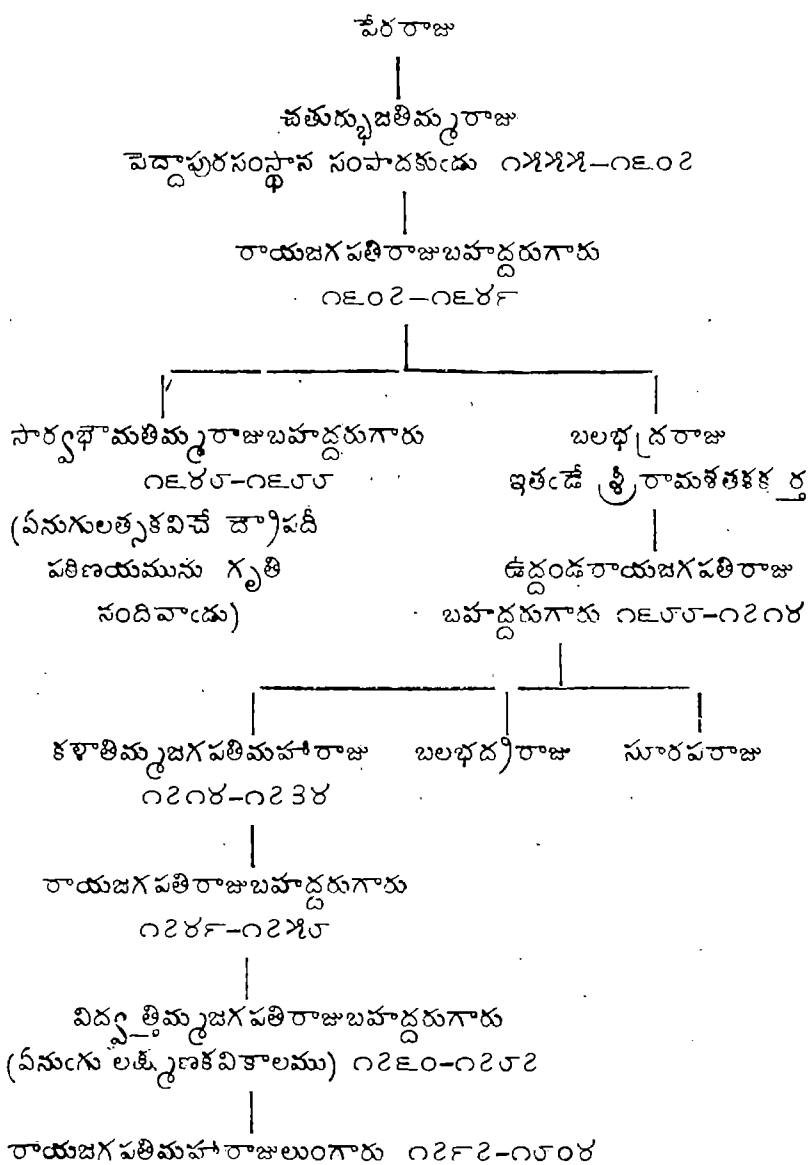 పేరరాజు
చతుర్భుజతిమ్మరాజు
పెద్దాపురసంస్థాన సంపాదకుఁడు ౧౫౫౫–౧౬౦౭
రాయజగపతిరాజుబహద్దరుగారు
౧౬౦౭–౧౬౪౯
సార్వభౌమతిమ్మరాజుబహద్దరుగారు బలభద్రరాజు
౧౬౪౮–౧౬౮౮ ఇతఁడే శ్రీరామశతకకర్త
(ఏనుగులత్సకవిచే ద్రౌపదీ
పరిణయమును గృతి ఉద్దండరాయజగపతిరాజు
నందివాఁడు) బహద్దరుగారు ౧౬౮౮–౧౭౧౪
కళాతిమ్మజగపతిమహారాజు బలభద్రరాజు సూరపరాజు
౧౭౧౪–౧౭౩౪
రాయజగపతిరాజుబహద్దరుగారు
౧౭౪౯–౧౭౫౮
విద్వత్తిమ్మజగపతిరాజుబహద్దరుగారు
(ఏనుఁగు లక్ష్మణకవికాలము) ౧౭౬౦–౧౭౮౭
రాయజగపతిమహారాజులుంగారు ౧౭౯౭–౧౮౦౪